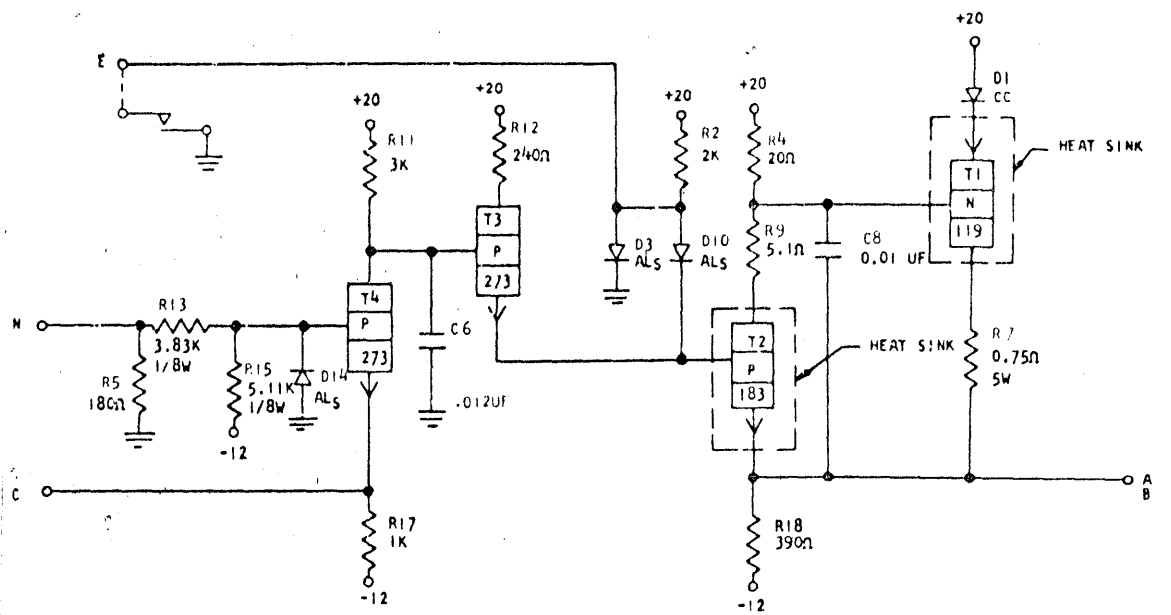 +20
E
D1
CC
+20
+20
+20
+20
R11
3K
R12
240Ω
R2
2K
R4
20Ω
HEAT SINK
T1
N
119
T3
P
273
D3
ALS
D10
ALS
R9
5.1Ω
C8
0.01 UF
R13
3.83K
1/8W
T4
P
273
C6
.012UF
N
R5
180Ω
R15
5.11K
1/8W
-12
D14
ALS
T2
P
183
HEAT SINK
R7
0.75Ω
5W
C
A
B
R17
1K
-12
R18
390Ω
-12